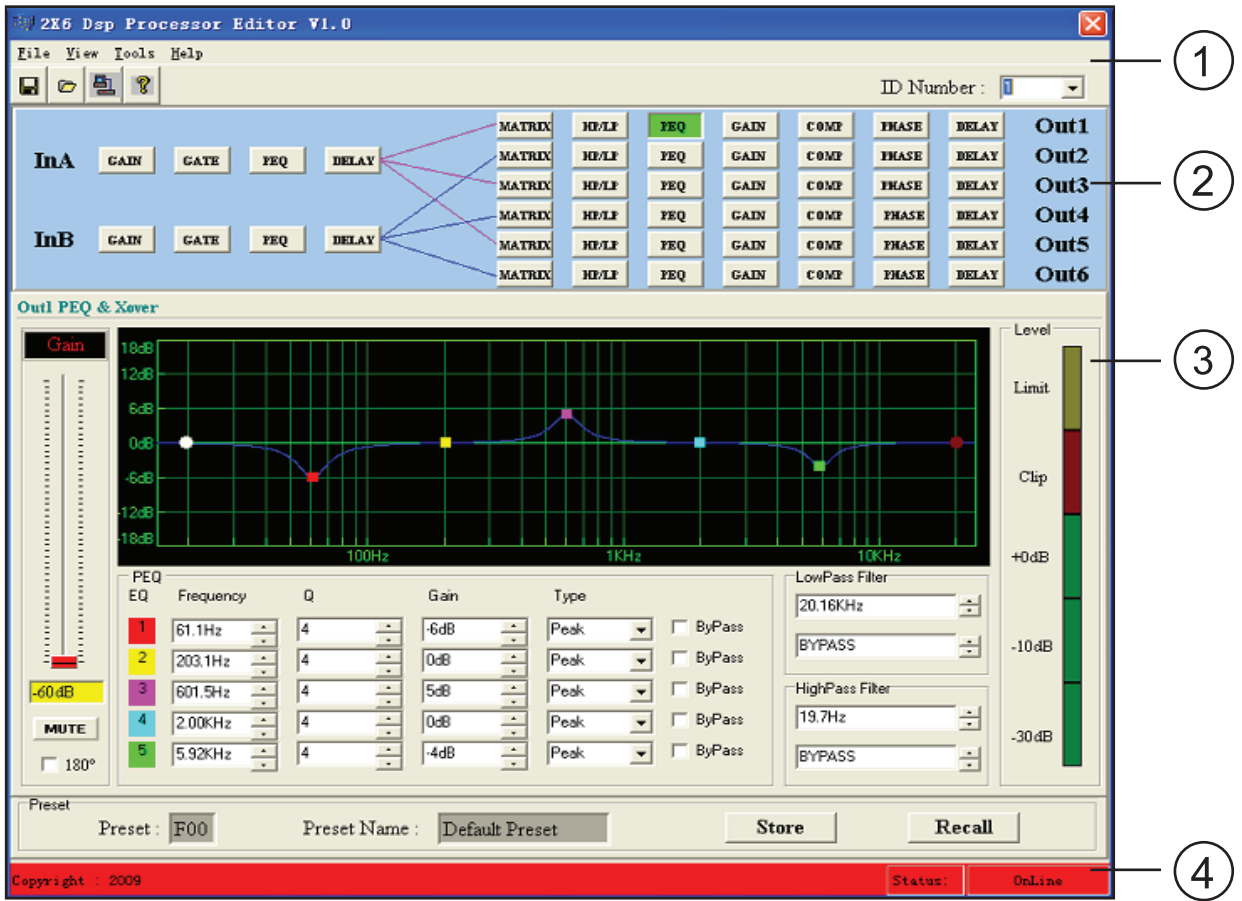 2X6 Dsp Processor Editor V1.0
File View Tools Help
1
ID Number : 1
MATRIX HP/LP PEQ GAIN COMP PHASE DELAY Out1
InA GAIN GATE PEQ DELAY MATRIX HP/LP PEQ GAIN COMP PHASE DELAY Out2
MATRIX HP/LP PEQ GAIN COMP PHASE DELAY Out3 2
MATRIX HP/LP PEQ GAIN COMP PHASE DELAY Out4
InB GAIN GATE PEQ DELAY MATRIX HP/LP PEQ GAIN COMP PHASE DELAY Out5
MATRIX HP/LP PEQ GAIN COMP PHASE DELAY Out6
Out1 PEQ & Xover
Gain
-60dB
MUTE
180°
18dB
12dB
6dB
0dB
-6dB
-12dB
-18dB
100Hz 1KHz 10KHz
Level
3
Limit
Clip
+0dB
-10dB
-30dB
PEQ
EQ Frequency Q Gain Type
1 61.1Hz 4 -6dB Peak ByPass
2 203.1Hz 4 0dB Peak ByPass
3 601.5Hz 4 5dB Peak ByPass
4 2.00KHz 4 0dB Peak ByPass
5 5.92KHz 4 -4dB Peak ByPass
LowPass Filter
20.16KHz
BYPASS
HighPass Filter
19.7Hz
BYPASS
Preset
Preset : F00 Preset Name : Default Preset Store Recall
Copyright : 2009 Status: OnLine 4